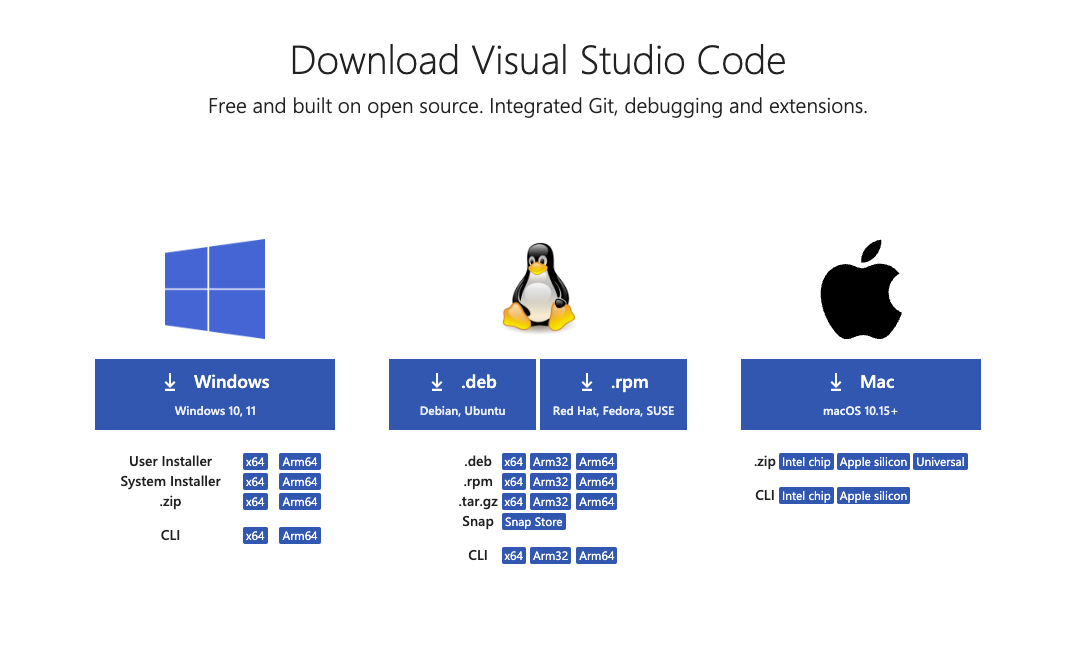 Download Visual Studio Code
Free and built on open source. Integrated Git, debugging and extensions.
Windows
Windows 10, 11
User Installer x64 Arm64
System Installer x64 Arm64
.zip x64 Arm64
CLI x64 Arm64
.deb
Debian, Ubuntu
.rpm
Red Hat, Fedora, SUSE
.deb x64 Arm32 Arm64
.rpm x64 Arm32 Arm64
.tar.gz x64 Arm32 Arm64
Snap Snap Store
CLI x64 Arm32 Arm64
Mac
macOS 10.15+
.zip Intel chip Apple silicon Universal
CLI Intel chip Apple silicon